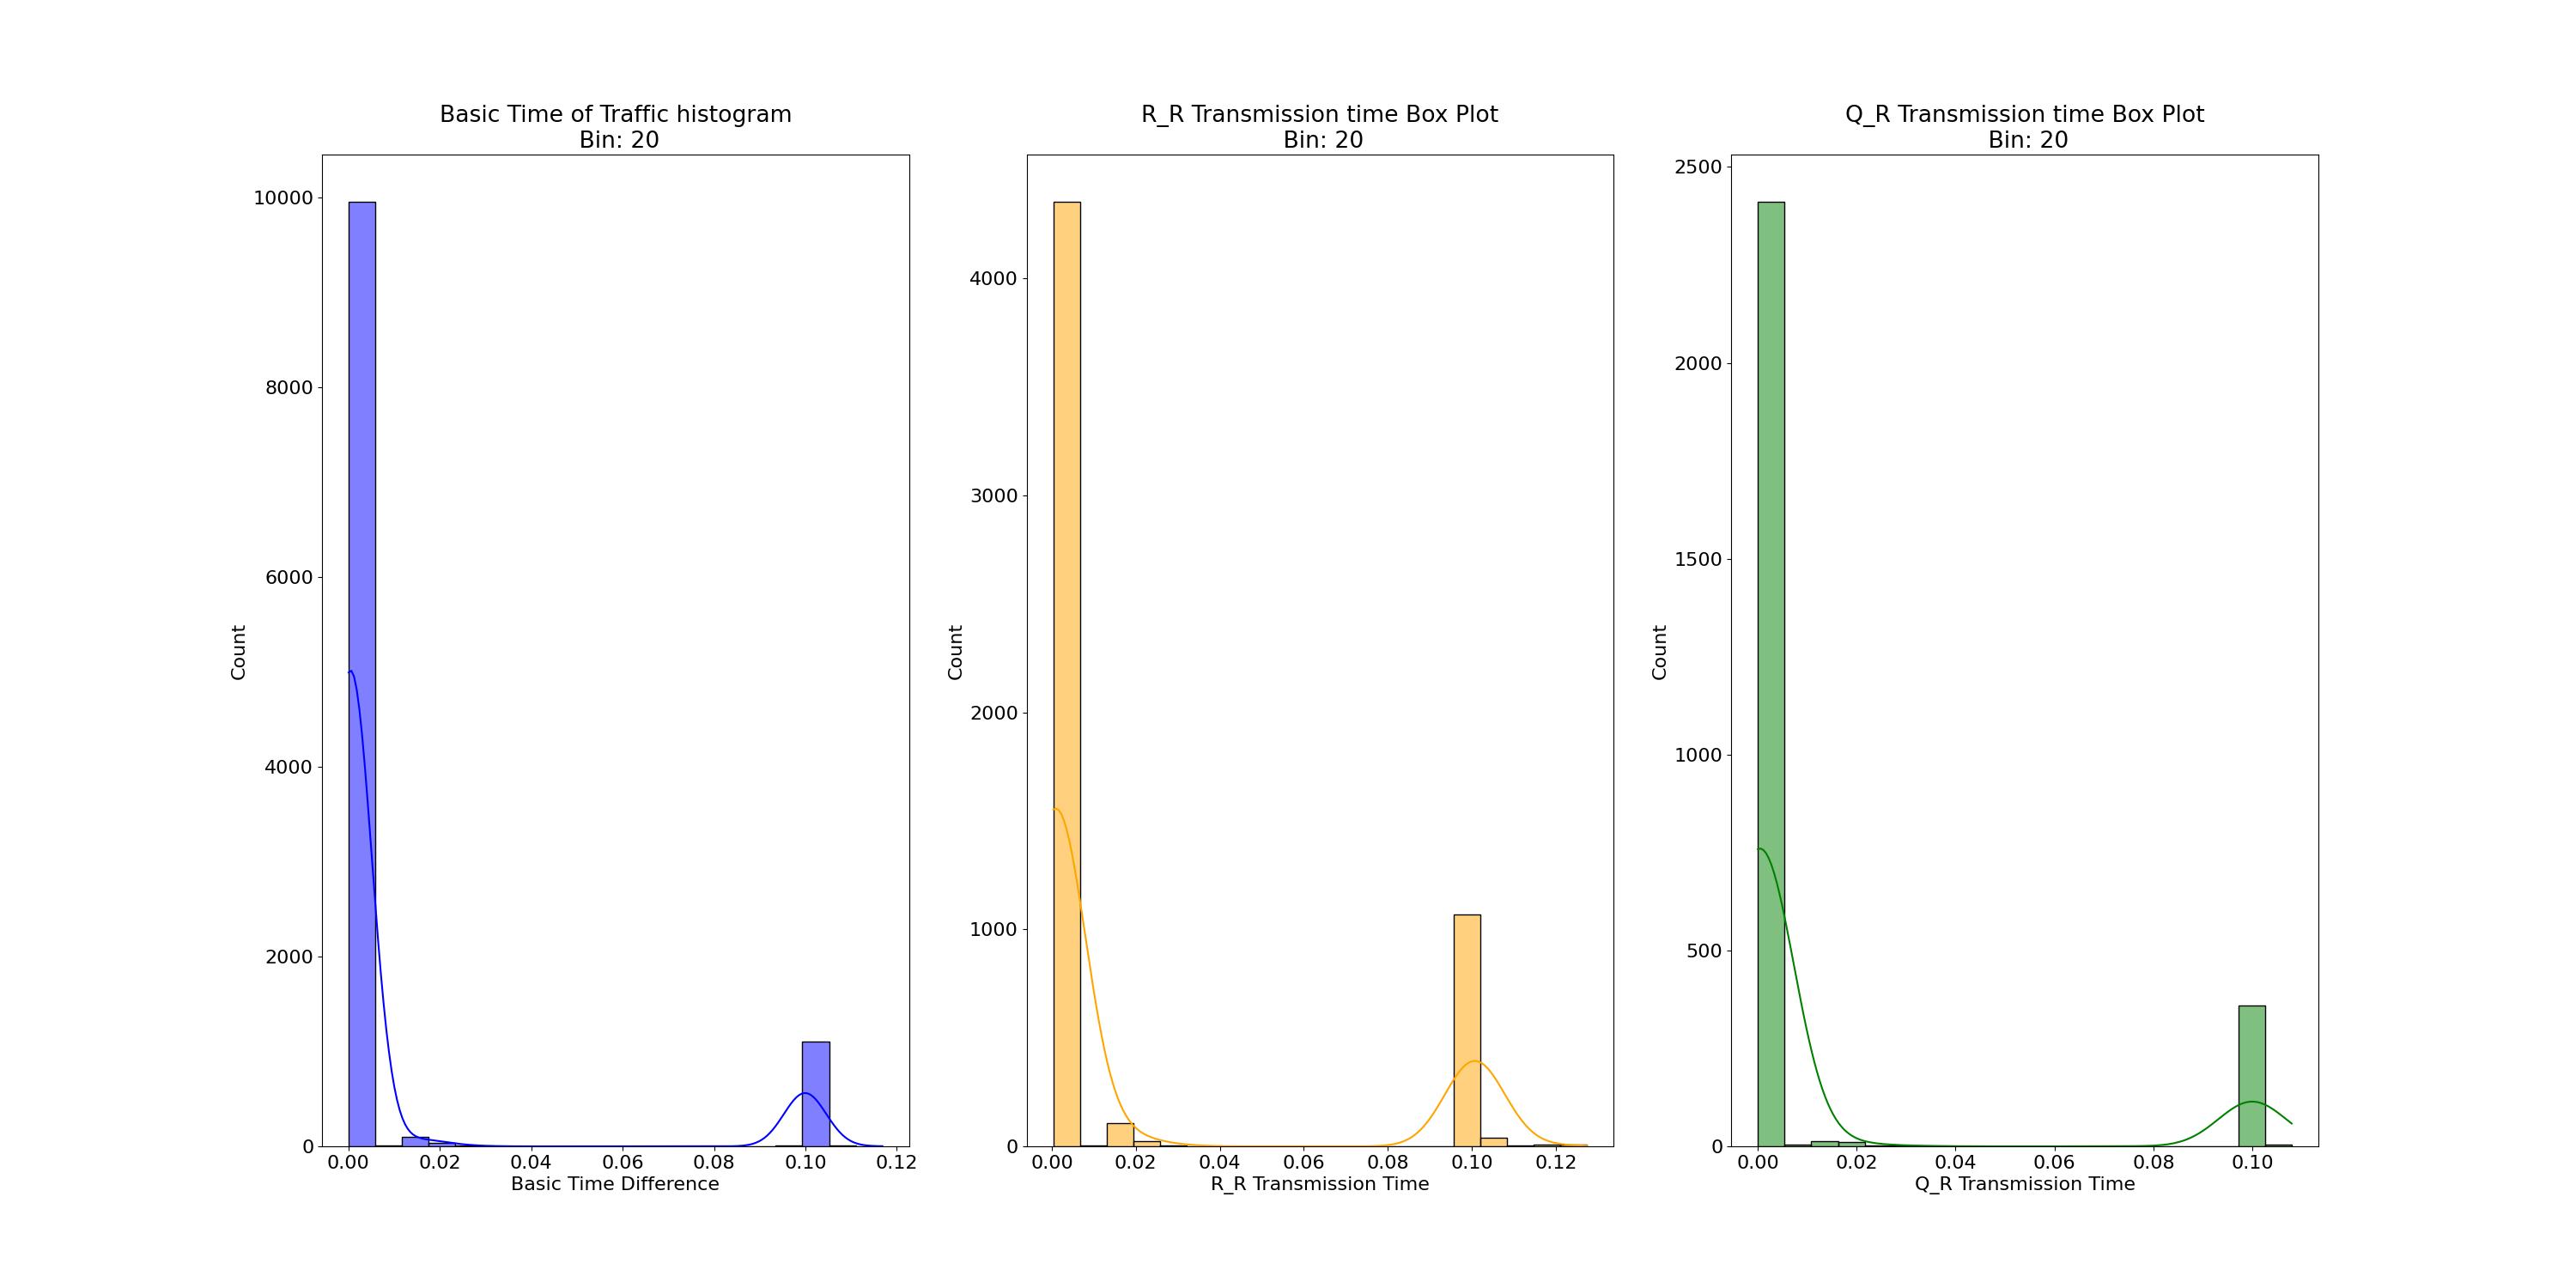 Basic Time of Traffic histogram
Bin: 20
10000
8000
6000
4000
2000
0
Count
0.00 0.02 0.04 0.06 0.08 0.10 0.12
Basic Time Difference
R_R Transmission time Box Plot
Bin: 20
4000
3000
2000
1000
0
Count
0.00 0.02 0.04 0.06 0.08 0.10 0.12
R_R Transmission Time
Q_R Transmission time Box Plot
Bin: 20
2500
2000
1500
1000
500
0
Count
0.00 0.02 0.04 0.06 0.08 0.10
Q_R Transmission Time